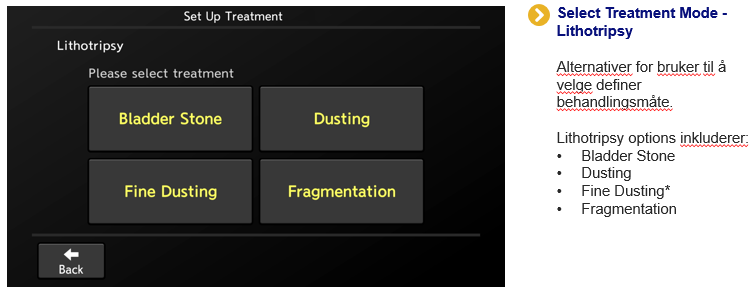 Set Up Treatment
Lithotripsy
Please select treatment
Bladder Stone
Dusting
Fine Dusting
Fragmentation
Back
Select Treatment Mode -
Lithotripsy
Alternativer for bruker til å
velge definer
behandlingsmåte.
Lithotripsy options inkluderer:
• Bladder Stone
• Dusting
• Fine Dusting*
• Fragmentation